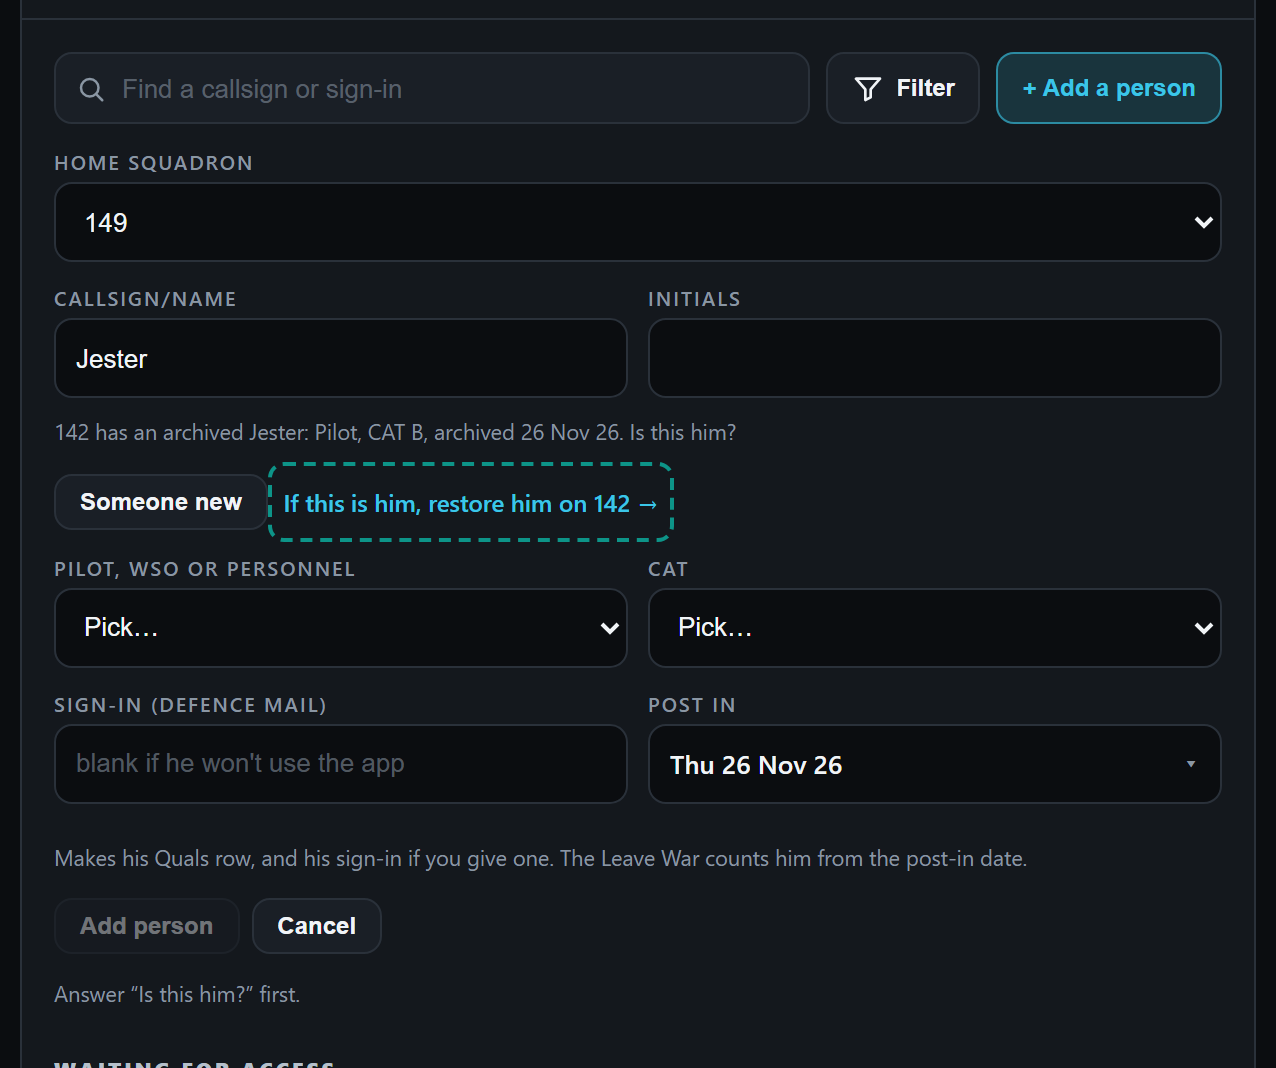 Find a callsign or sign-in
Filter
+ Add a person
HOME SQUADRON
149
CALLSIGN/NAME
INITIALS
Jester
142 has an archived Jester: Pilot, CAT B, archived 26 Nov 26. Is this him?
Someone new
If this is him, restore him on 142 →
PILOT, WSO OR PERSONNEL
CAT
Pick...
Pick...
SIGN-IN (DEFENCE MAIL)
POST IN
blank if he won't use the app
Thu 26 Nov 26
Makes his Quals row, and his sign-in if you give one. The Leave War counts him from the post-in date.
Add person
Cancel
Answer “Is this him?” first.
WAITING FOR ACCESS